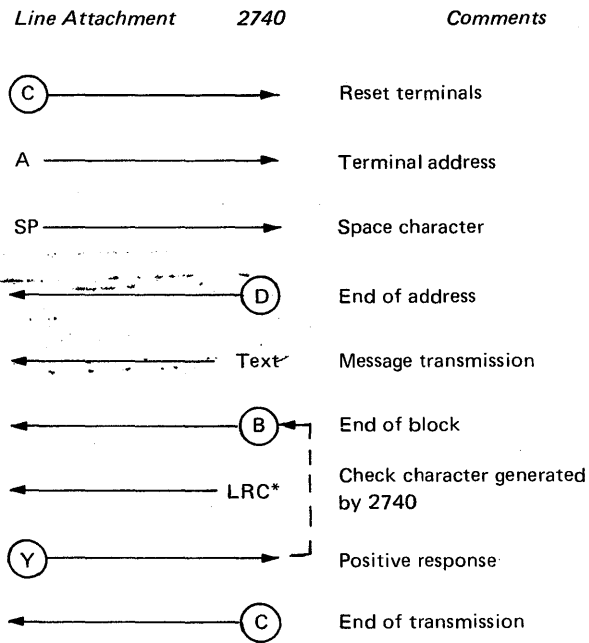 Line Attachment 2740 Comments
C Reset terminals
A Terminal address
SP Space character
D End of address
Text Message transmission
B End of block
LRC* Check character generated
by 2740
Y Positive response
C End of transmission